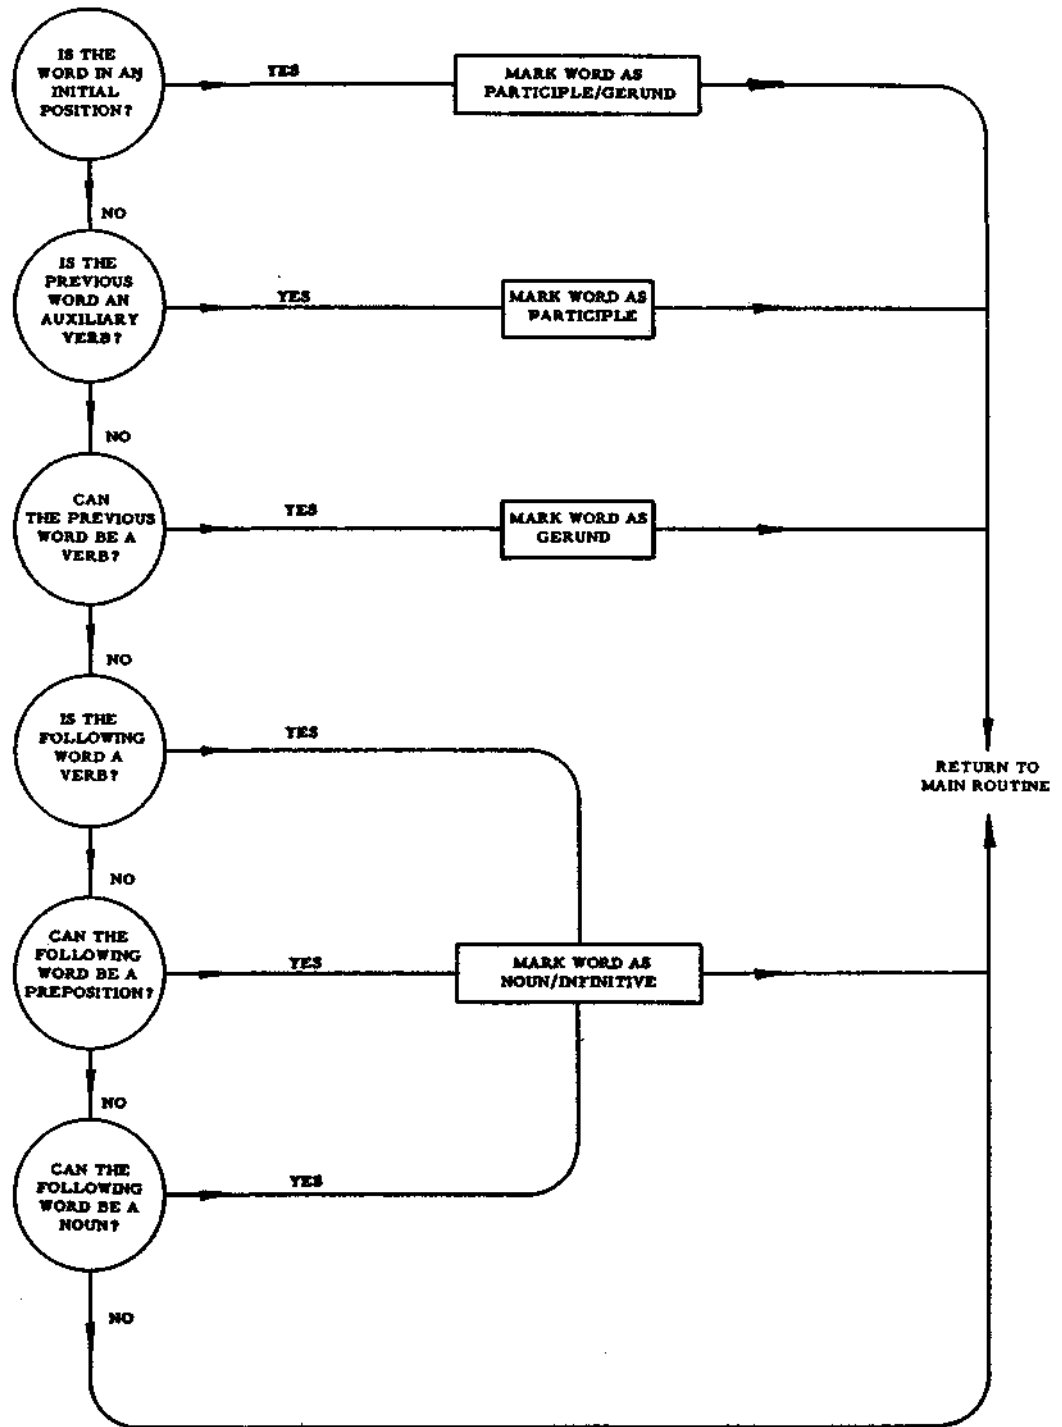 IS THE
WORD IN AN
INITIAL
POSITION?
YES
MARK WORD AS
PARTICIPLE/GERUND
NO
IS THE
PREVIOUS
WORD AN
AUXILIARY
VERB?
YES
MARK WORD AS
PARTICIPLE
NO
CAN
THE PREVIOUS
WORD BE A
VERB?
YES
MARK WORD AS
GERUND
NO
IS THE
FOLLOWING
WORD A
VERB?
YES
RETURN TO
MAIN ROUTINE
NO
CAN THE
FOLLOWING
WORD BE A
PREPOSITION?
YES
MARK WORD AS
NOUN/INFINITIVE
NO
CAN THE
FOLLOWING
WORD BE A
NOUN?
YES
NO